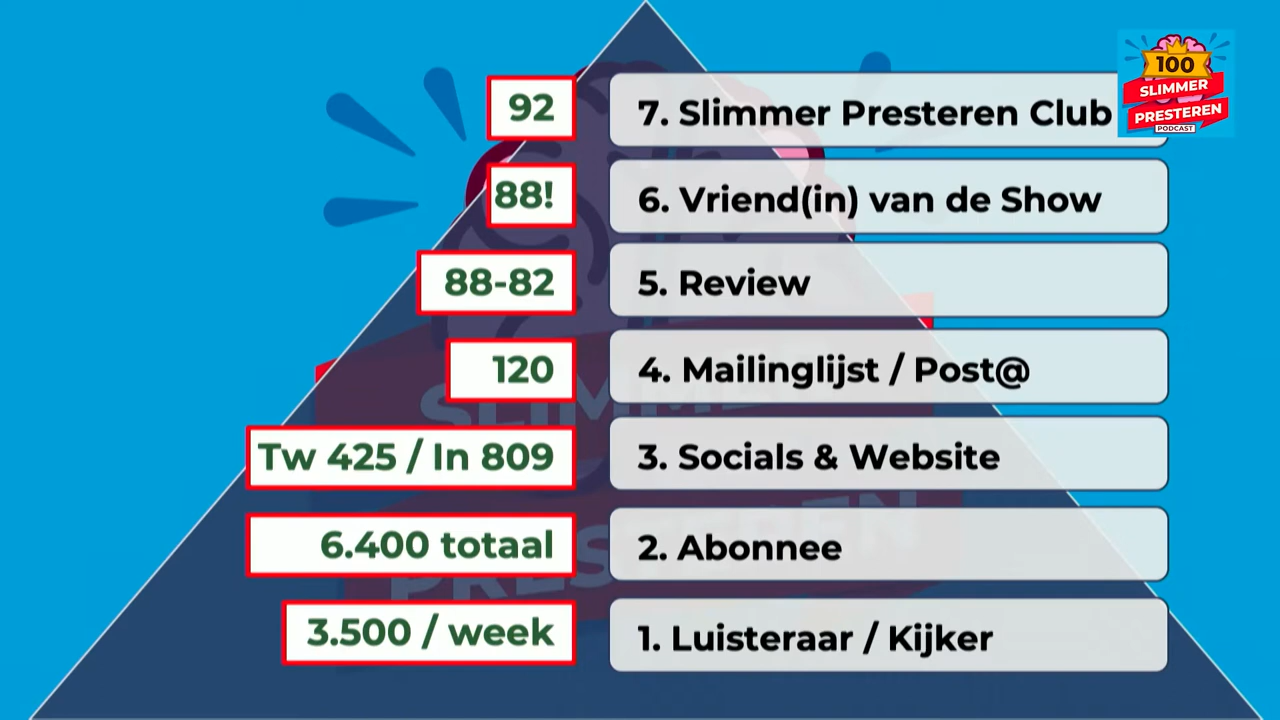 100
SLIMMER
PRESTEREN
PODCAST
92 7. Slimmer Presteren Club
88! 6. Vriend(in) van de Show
88-82 5. Review
120 4. Mailinglijst / Post@
Tw 425 / In 809 3. Socials & Website
6.400 totaal 2. Abonnee
3.500 / week 1. Luisteraar / Kijker
SLIMMER
PRESTEREN